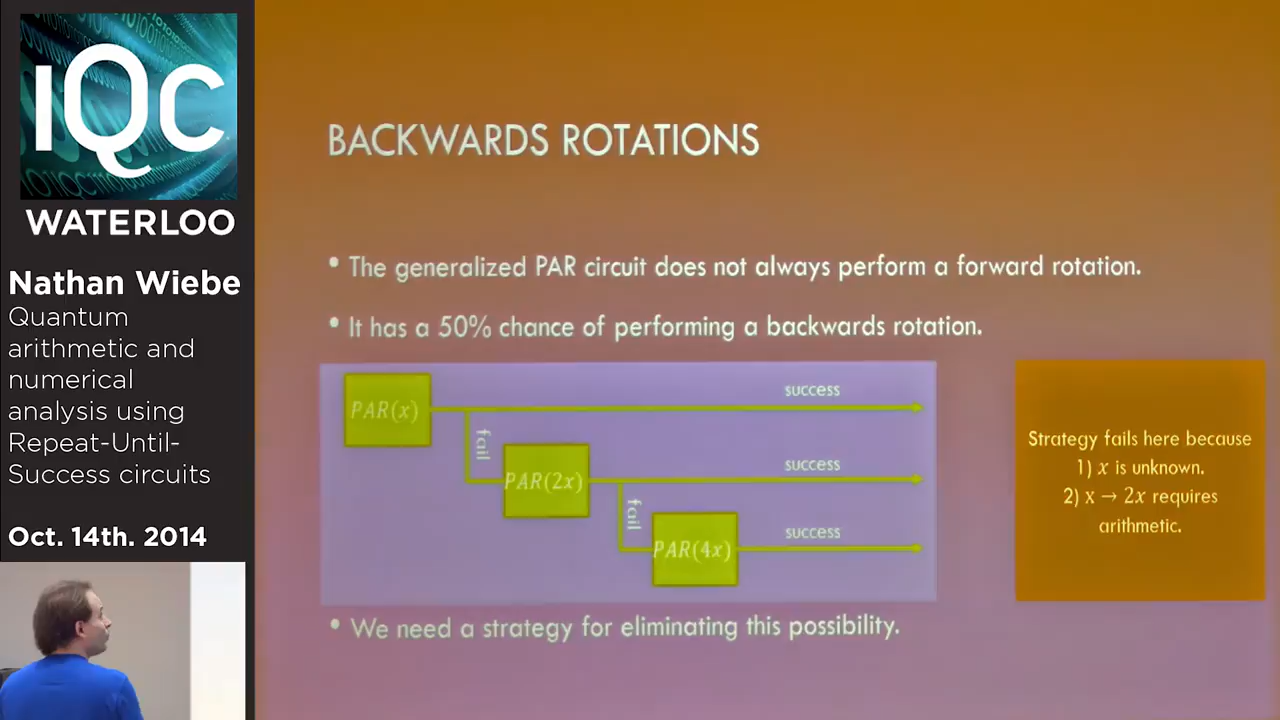 IQC
WATERLOO
Nathan Wiebe
Quantum
arithmetic and
numerical
analysis using
Repeat-Until-
Success circuits
Oct. 14th. 2014
BACKWARDS ROTATIONS
• The generalized PAR circuit does not always perform a forward rotation.
• It has a 50% chance of performing a backwards rotation.
PAR(x)
success
fail
PAR(2x)
success
fail
PAR(4x)
success
Strategy fails here because
1) x is unknown.
2) x → 2x requires
arithmetic.
• We need a strategy for eliminating this possibility.